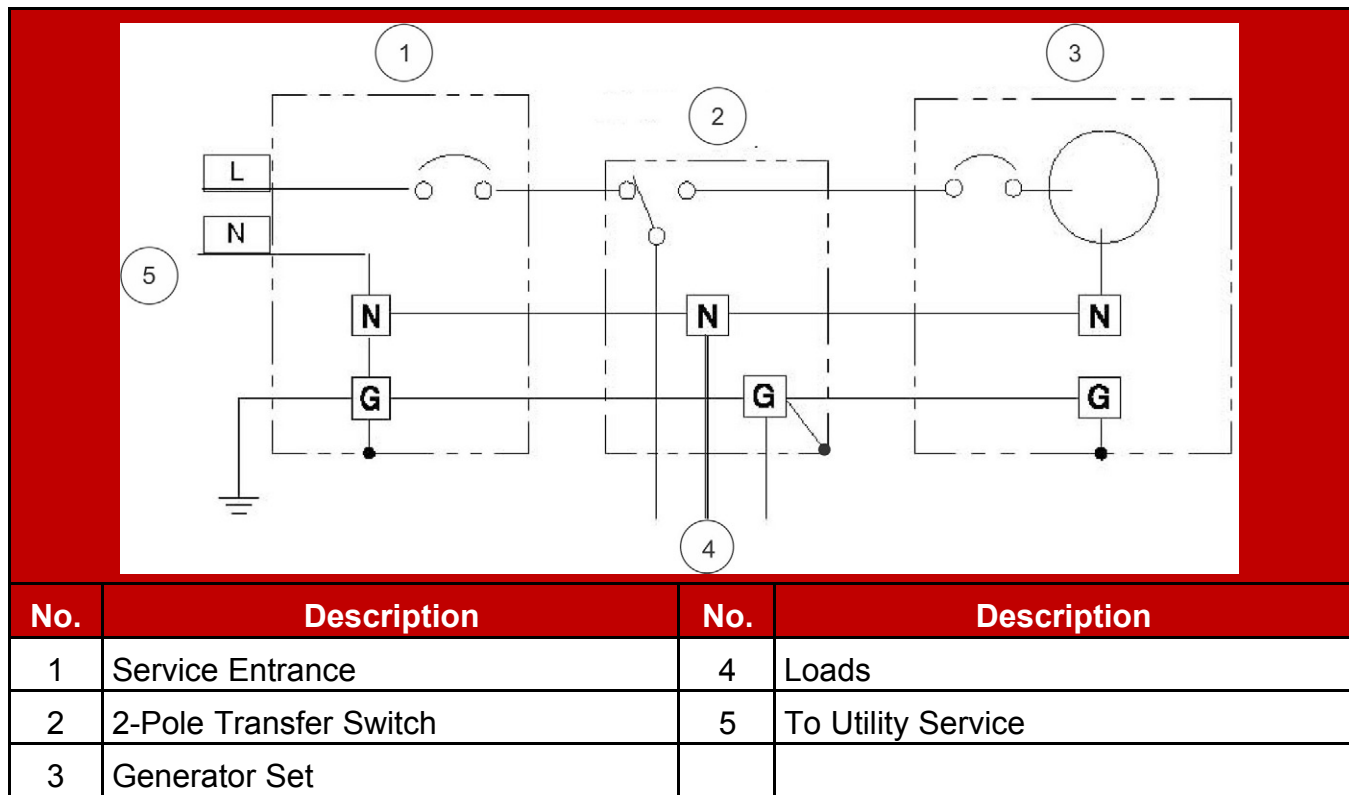 1
3
2
L
N
5
N
N
N
G
G
G
4
No. Description No. Description
1 Service Entrance 4 Loads
2 2-Pole Transfer Switch 5 To Utility Service
3 Generator Set